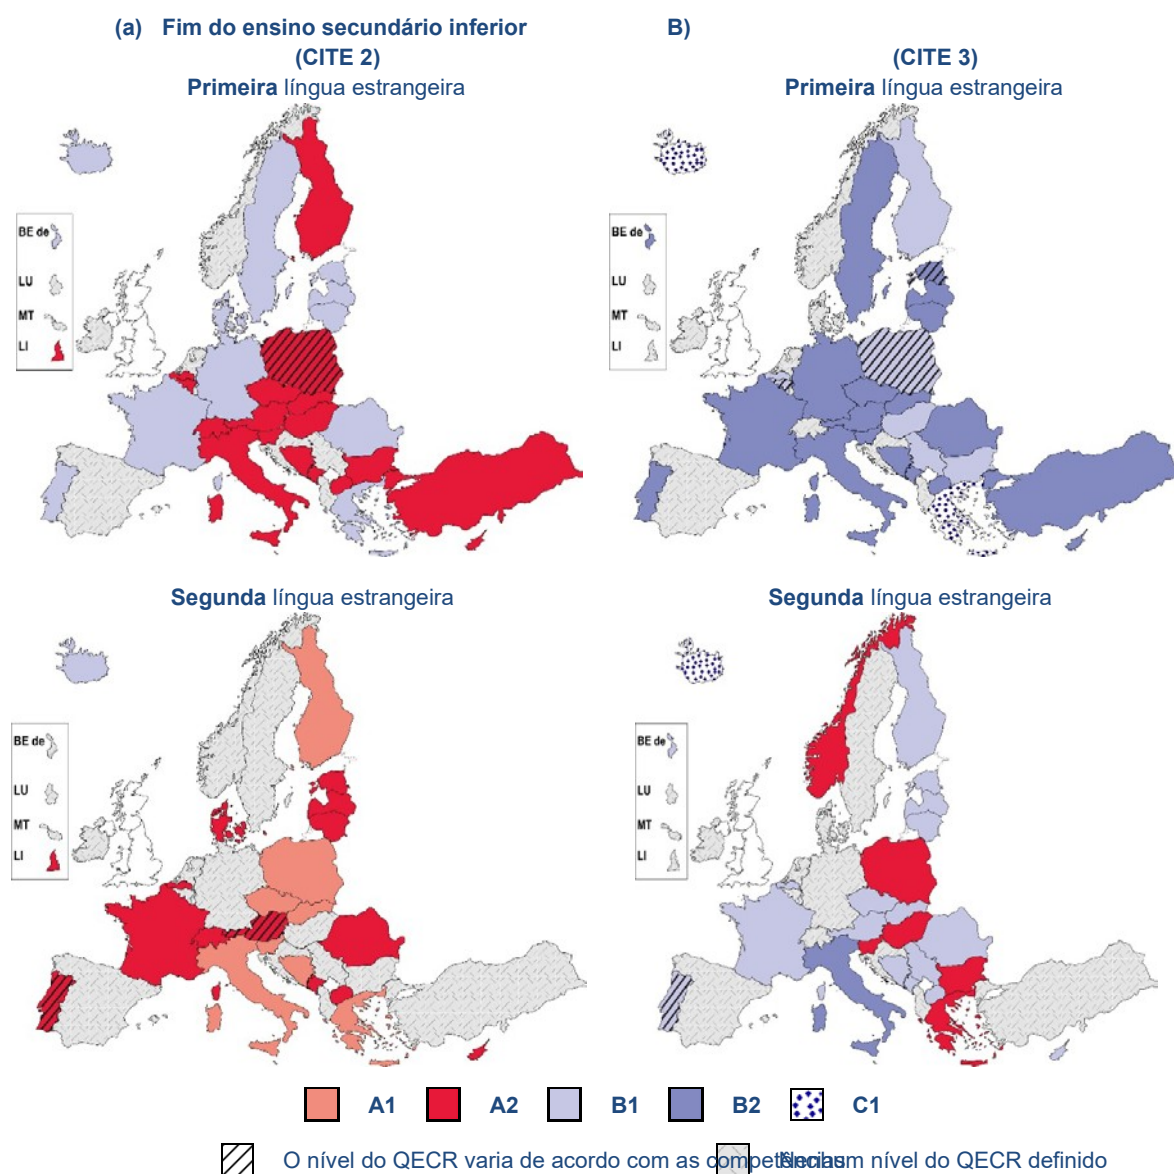 (a) Fim do ensino secundário inferior
(CITE 2)
Primeira língua estrangeira
B)
(CITE 3)
Primeira língua estrangeira
BE de
LU
MT
LI
BE de
LU
MT
LI
Segunda língua estrangeira
Segunda língua estrangeira
BE de
LU
MT
LI
BE de
LU
MT
LI
A1 A2 B1 B2 C1
O nível do QECR varia de acordo com as competências
Nenhum nível do QECR definido